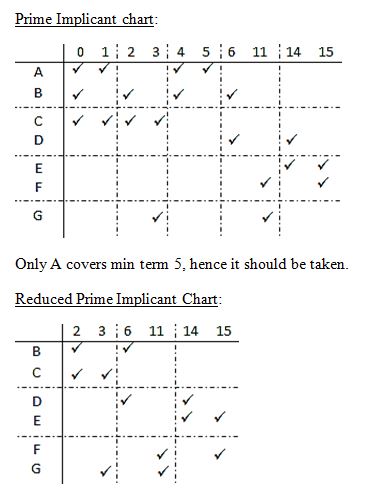 Prime Implicant chart:
0 1 2 3 4 5 6 11 14 15
A ✓ ✓ ✓ ✓
B ✓ ✓ ✓ ✓
C ✓ ✓ ✓ ✓
D ✓ ✓
E ✓ ✓
F ✓ ✓
G ✓ ✓
Only A covers min term 5, hence it should be taken.
Reduced Prime Implicant Chart:
2 3 6 11 14 15
B ✓ ✓
C ✓ ✓
D ✓ ✓
E ✓ ✓
F ✓ ✓
G ✓ ✓